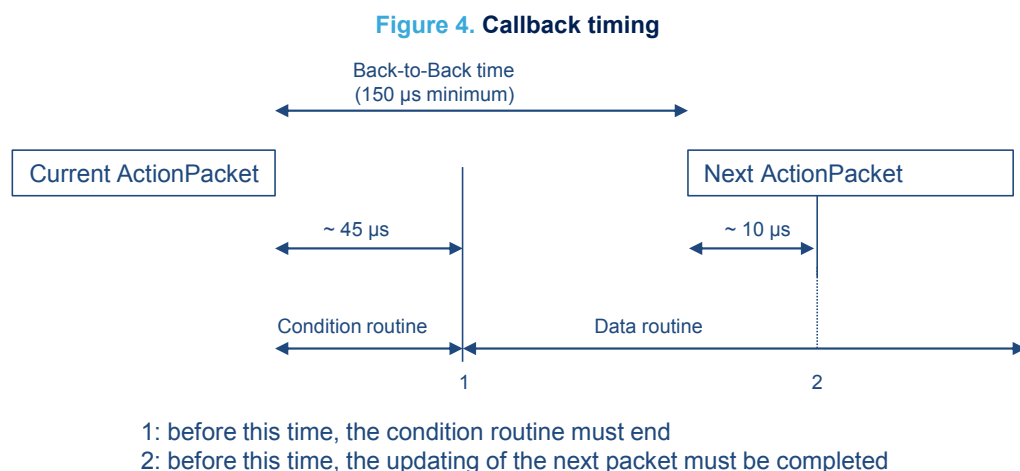 Figure 4. Callback timing
Back-to-Back time
(150 µs minimum)
Current ActionPacket
Next ActionPacket
~ 45 µs
~ 10 µs
Condition routine
Data routine
1
2
1: before this time, the condition routine must end
2: before this time, the updating of the next packet must be completed